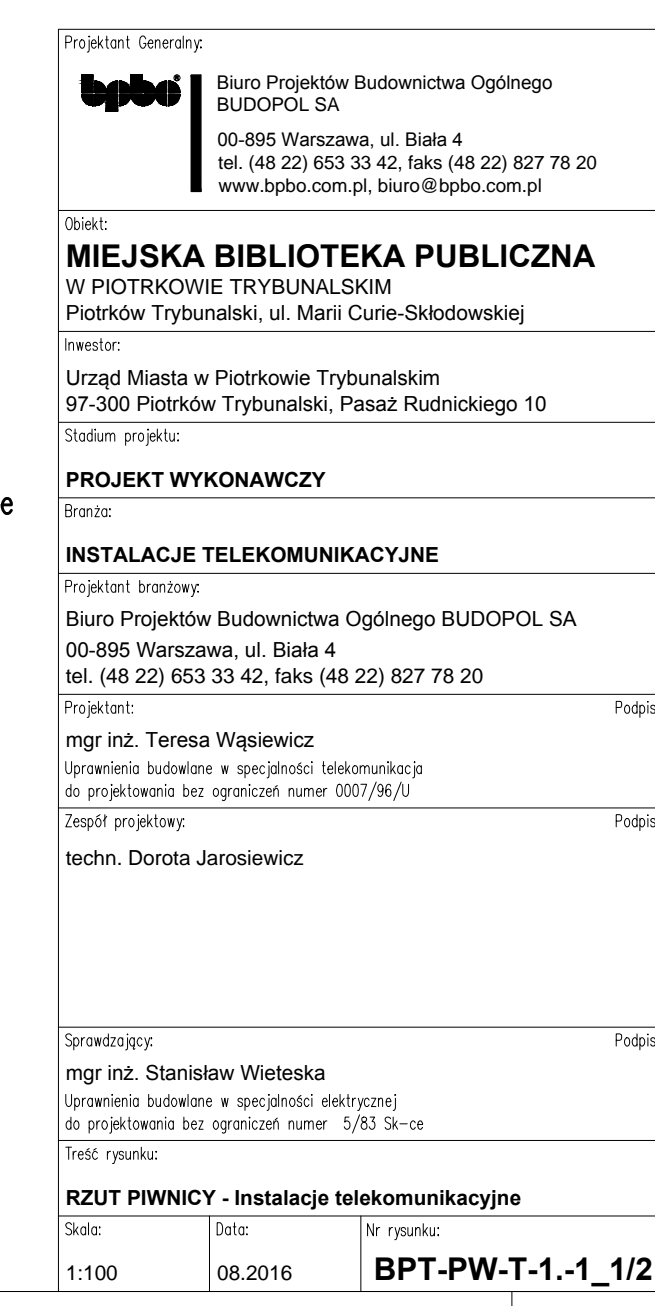 Projektant Generalny:
bpbo®
Biuro Projektów Budownictwa Ogólnego
BUDOPOL SA
00-895 Warszawa, ul. Biała 4
tel. (48 22) 653 33 42, faks (48 22) 827 78 20
www.bpbo.com.pl, biuro@bpbo.com.pl
Obiekt:
MIEJSKA BIBLIOTEKA PUBLICZNA
W PIOTRKOWIE TRYBUNALSKIM
Piotrków Trybunalski, ul. Marii Curie-Skłodowskiej
Inwestor:
Urząd Miasta w Piotrkowie Trybunalskim
97-300 Piotrków Trybunalski, Pasaż Rudnickiego 10
Stadium projektu:
PROJEKT WYKONAWCZY
e
Branża:
INSTALACJE TELEKOMUNIKACYJNE
Projektant branżowy:
Biuro Projektów Budownictwa Ogólnego BUDOPOL SA
00-895 Warszawa, ul. Biała 4
tel. (48 22) 653 33 42, faks (48 22) 827 78 20
Projektant: Podpis
mgr inż. Teresa Wąsiewicz
Uprawnienia budowlane w specjalności telekomunikacja
do projektowania bez ograniczeń numer 0007/96/U
Zespół projektowy: Podpis
techn. Dorota Jarosiewicz
Sprawdzający: Podpis
mgr inż. Stanisław Wieteska
Uprawnienia budowlane w specjalności elektrycznej
do projektowania bez ograniczeń numer 5/83 Sk-ce
Treść rysunku:
RZUT PIWNICY - Instalacje telekomunikacyjne
Skala: Data: Nr rysunku:
1:100 08.2016 BPT-PW-T-1.-1_1/2